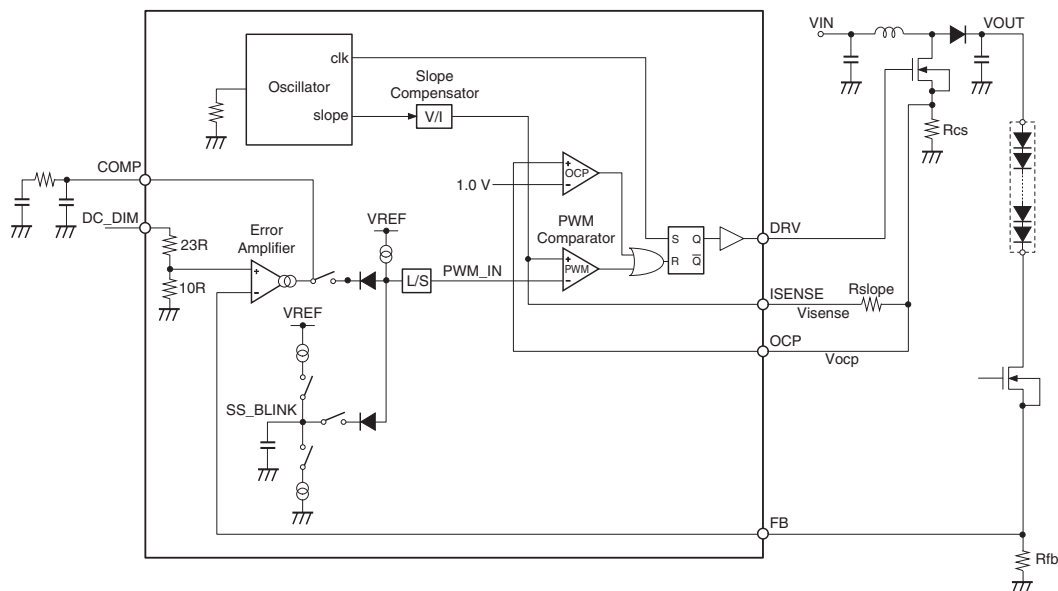 VIN
VOUT
clk
Oscillator
Slope
Compensator
slope
V/I
Rcs
COMP
+
OCP
−
1.0 V
DC_DIM
VREF
PWM
Comparator
S Q
R Q̅
DRV
23R
Error
Amplifier
+
−
10R
L/S
PWM_IN
+
PWM
−
ISENSE
Rslope
Visense
VREF
OCP
Vocp
SS_BLINK
FB
Rfb